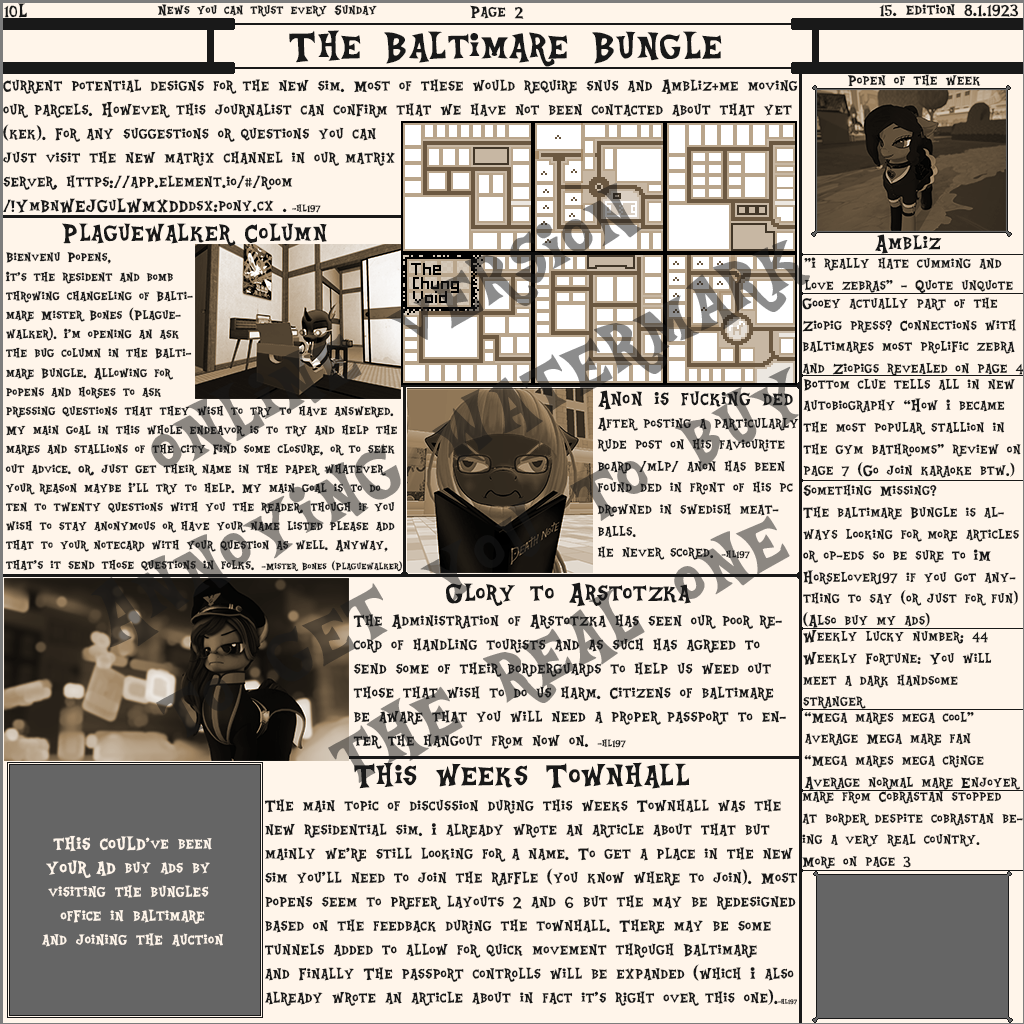 10L
News you can trust every Sunday
Page 2
15. edition 8.1.1923
The Baltimare Bungle
Current potential designs for the new sim. Most of these would require snus and Ambliz+me moving
our parcels. However this journalist can confirm that we have not been contacted about that yet
(kek). For any suggestions or questions you can
just visit the new matrix channel in our matrix
server, https://app.element.io/#/room
/!YmBnWEJGULWMXDDDSX:pony.cx . -HL197
The
Chung
Void
Plaguewalker Column
Bienvenu Popens,
it's the resident and bomb
throwing changeling of Balti-
mare Mister Bones (Plague-
walker). I'm opening an ask
the bug column in the Balti-
mare Bungle. Allowing for
popens and horses to ask
pressing questions that they wish to try to have answered.
My main goal in this whole endeavor is to try and help the
mares and stallions of the city find some closure, or to seek
out advice. Or, just get their name in the paper whatever
your reason maybe I'll try to help. My main goal is to do
ten to twenty questions with you the reader, though if you
wish to stay anonymous or have your name listed please add
that to your notecard with your question as well. Anyway,
that's it send those questions in folks. -Mister Bones (Plaguewalker)
DEATH NOTE
Anon is fucking ded
After posting a particularly
rude post on his favourite
board /mlp/ Anon has been
found ded in front of his PC
drowned in swedish meat-
balls.
He never scored. -HL197
Glory to Arstotzka
The Administration of Arstotzka has seen our poor re-
cord of handling tourists and as such has agreed to
send some of their borderguards to help us weed out
those that wish to do us harm. Citizens of Baltimare
be aware that you will need a proper passport to en-
ter the hangout from now on. -HL197
This could've been
your ad buy ads by
visiting the bungles
office in Baltimare
and joining the auction
This weeks Townhall
The main topic of discussion during this weeks Townhall was the
new residential sim. I already wrote an article about that but
mainly we're still looking for a name. To get a place in the new
sim you'll need to join the raffle (you know where to join). Most
popens seem to prefer layouts 2 and 6 but the may be redesigned
based on the feedback during the townhall. There may be some
tunnels added to allow for quick movement through Baltimare
and finally The passport controlls will be expanded (which i also
already wrote an article about in fact it's right over this one).-HL197
Popen of the week
Ambliz
"I really hate cumming and
love zebras" - Quote Unquote
Gooey actually part of the
Ziopig press? Connections with
baltimares most prolific zebra
and Ziopigs revealed on page 4
Bottom clue tells all in new
autobiography "How i became
the most popular stallion in
the gym bathrooms" review on
page 7 (Go join karaoke btw.)
Something Missing?
The Baltimare Bungle is al-
ways looking for more articles
or op-eds so be sure to iM
Horselover197 if you got any-
thing to say (or just for fun)
(Also buy my ads)
Weekly Lucky Number: 44
Weekly Fortune: You will
meet a dark handsome
stranger
"Mega mares mega cool"
average Mega mare fan
"Mega mares mega cringe
Average normal mare Enjoyer
Mare from Cobrastan stopped
at border despite cobrastan be-
ing a very real country.
More on page 3
ONLINE VERSION
ANNOYING WATERMARK
TO GET YOU TO BUY
THE REAL ONE